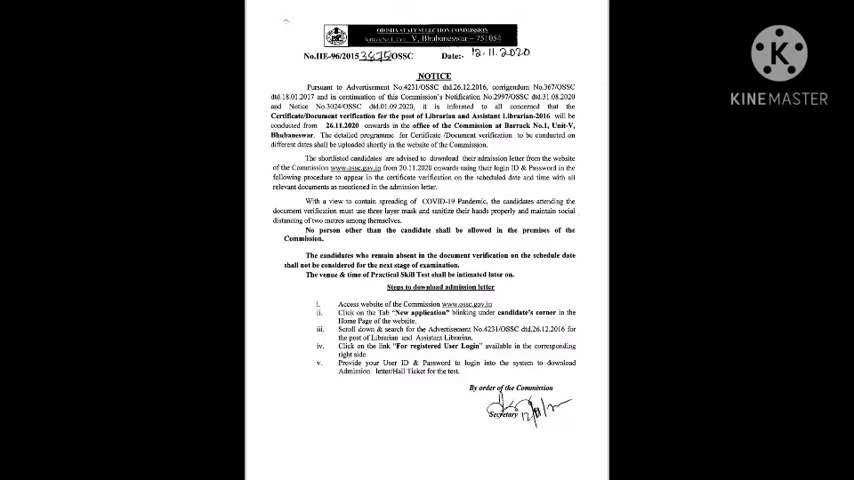 ODISHA STAFF SELECTION COMMISSION
Barrack No.1, Unit - V, Bhubaneswar – 751054
No.IIE-96/2015 3675/OSSC Date:- 12.11.2020
NOTICE
Pursuant to Advertisement No.4231/OSSC dtd.26.12.2016, corrigendum No.367/OSSC
dtd.18.01.2017 and in continuation of this Commission's Notification No.2997/OSSC dtd.31.08.2020
and Notice No.3024/OSSC dtd.01.09.2020, it is informed to all concerned that the
Certificate/Document verification for the post of Librarian and Assistant Librarian-2016 will be
conducted from 26.11.2020 onwards in the office of the Commission at Barrack No.1, Unit-V,
Bhubaneswar. The detailed programme for Certificate /Document verification to be conducted on
different dates shall be uploaded shortly in the website of the Commission.
The shortlisted candidates are advised to download their admission letter from the website
of the Commission www.ossc.gov.in from 20.11.2020 onwards using their login ID & Password in the
following procedure to appear in the certificate verification on the scheduled date and time with all
relevant documents as mentioned in the admission letter.
With a view to contain spreading of COVID-19 Pandemic, the candidates attending the
document verification must use three layer mask and sanitize their hands properly and maintain social
distancing of two metres among themselves.
No person other than the candidate shall be allowed in the premises of the
Commission.
The candidates who remain absent in the document verification on the schedule date
shall not be considered for the next stage of examination.
The venue & time of Practical Skill Test shall be intimated later on.
Steps to download admission letter
i. Access website of the Commission www.ossc.gov.in
ii. Click on the Tab "New application" blinking under candidate's corner in the
Home Page of the website.
iii. Scroll down & search for the Advertisement No.4231/OSSC dtd.26.12.2016 for
the post of Librarian and Assistant Librarian.
iv. Click on the link "For registered User Login" available in the corresponding
right side.
v. Provide your User ID & Password to login into the system to download
Admission letter/Hall Ticket for the test.
By order of the Commission
Secretary
K
KINEMASTER